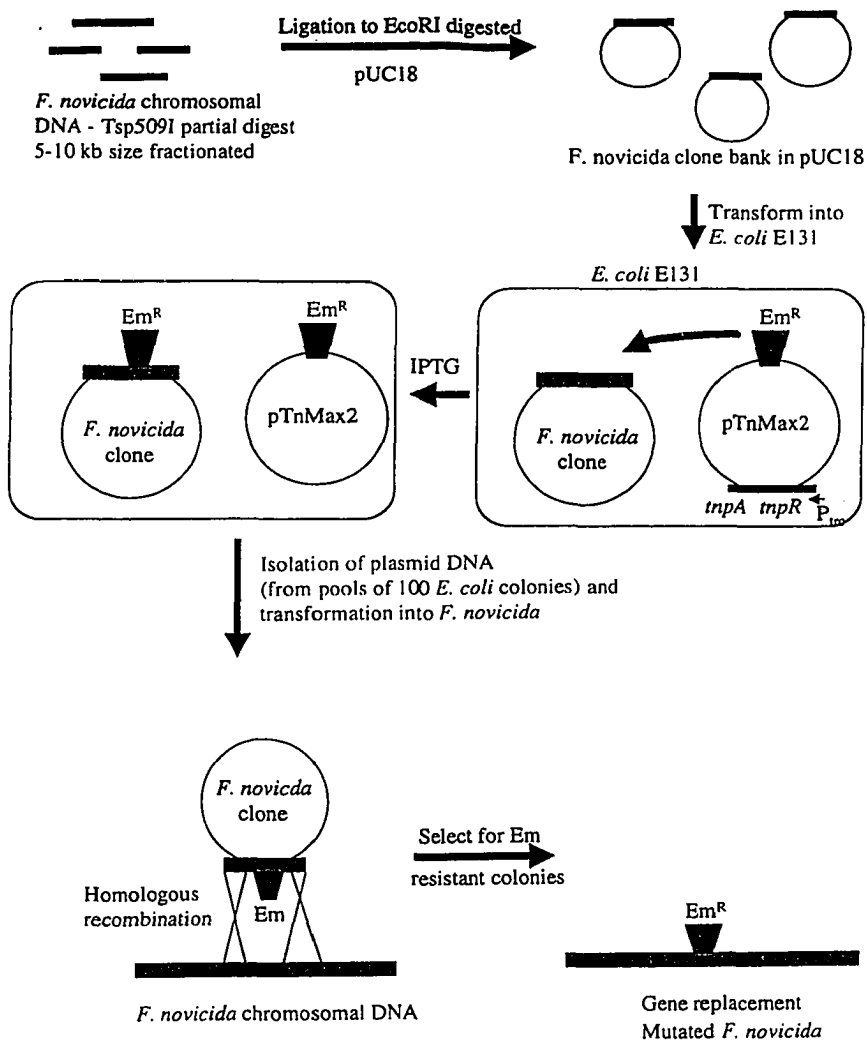 Ligation to EcoRI digested
pUC18
F. novicida chromosomal
DNA - Tsp509I partial digest
5-10 kb size fractionated
F. novicida clone bank in pUC18
Transform into
E. coli E131
E. coli E131
Em^R
Em^R
IPTG
Em^R
F. novicida
clone
pTnMax2
F. novicida
clone
pTnMax2
tnpA tnpR
Isolation of plasmid DNA
(from pools of 100 E. coli colonies) and
transformation into F. novicida
F. novicda
clone
Select for Em
resistant colonies
Homologous
recombination
Em
Em^R
F. novicida chromosomal DNA
Gene replacement
Mutated F. novicida